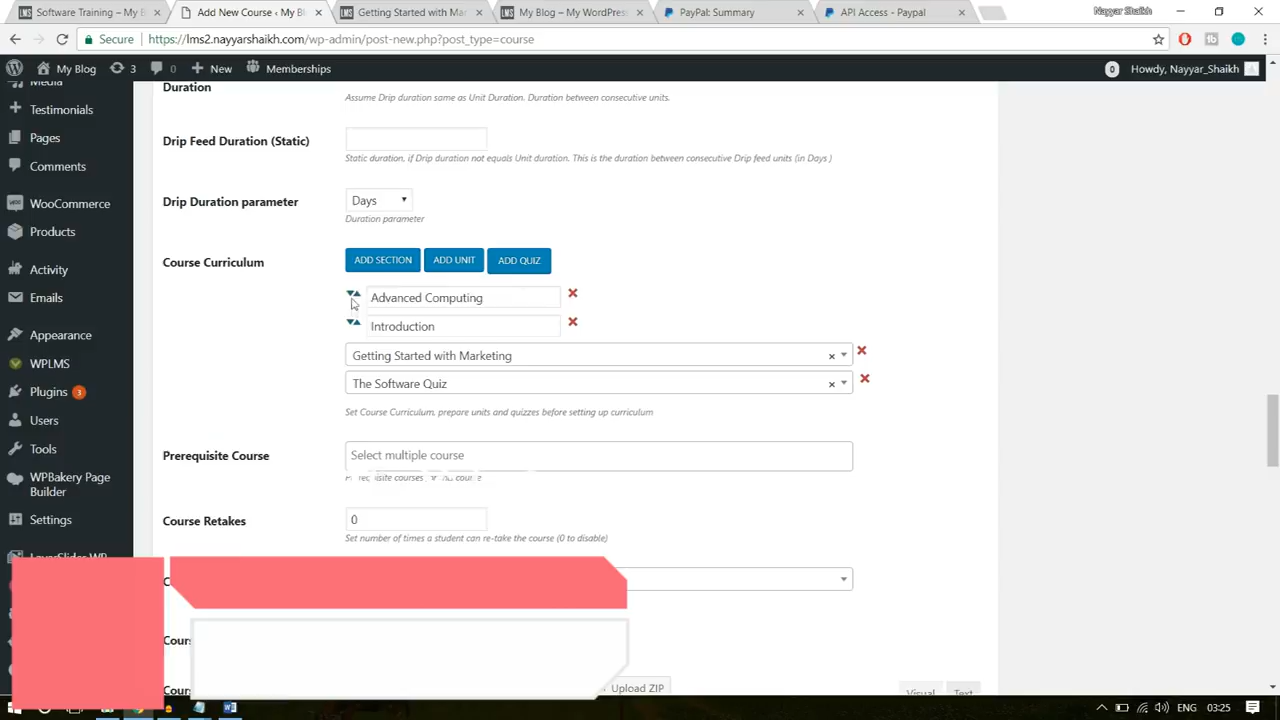 Software Training – My B
Add New Course ‹ My Bl
Getting Started with Mar
My Blog – My WordPress
PayPal: Summary
API Access - Paypal
Nayyar Shaikh
Secure https://lms2.nayyarshaikh.com/wp-admin/post-new.php?post_type=course
My Blog 3 0 New Memberships 0 Howdy, Nayyar_Shaikh
Media
Testimonials
Pages
Comments
WooCommerce
Products
Activity
Emails
Appearance
WPLMS
Plugins 3
Users
Tools
WPBakery Page
Builder
Settings
LayerSlider WP
Duration
Assume Drip duration same as Unit Duration. Duration between consecutive units.
Drip Feed Duration (Static)
Static duration, if Drip duration not equals Unit duration. This is the duration between consecutive Drip feed units (in Days )
Drip Duration parameter
Days
Duration parameter
Course Curriculum
ADD SECTION ADD UNIT ADD QUIZ
Advanced Computing
Introduction
Getting Started with Marketing
The Software Quiz
Set Course Curriculum, prepare units and quizzes before setting up curriculum
Prerequisite Course
Select multiple course
Course Retakes
0
Set number of times a student can re-take the course (0 to disable)
Upload ZIP
Visual Text
ENG 03:25